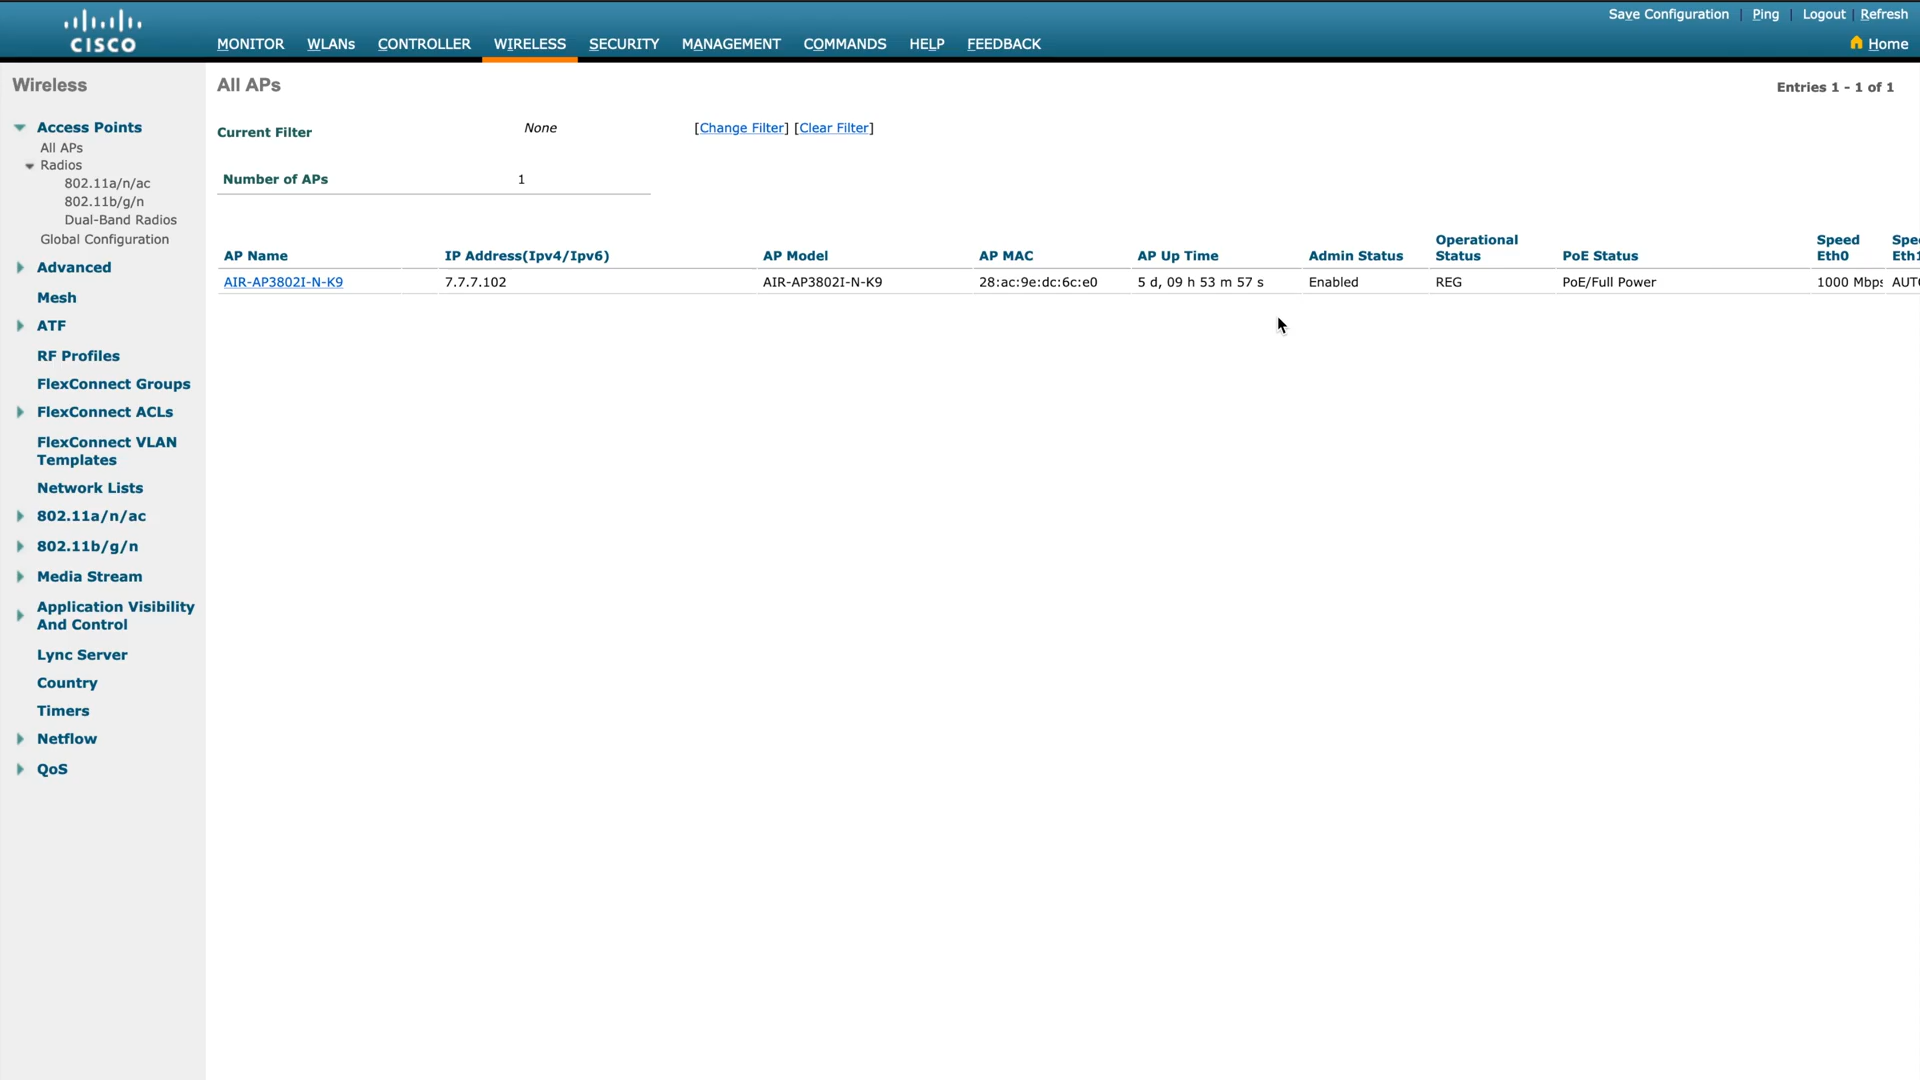 Save Configuration | Ping | Logout | Refresh
CISCO
MONITOR WLANs CONTROLLER WIRELESS SECURITY MANAGEMENT COMMANDS HELP FEEDBACK
Home
Wireless
Access Points
All APs
Radios
802.11a/n/ac
802.11b/g/n
Dual-Band Radios
Global Configuration
Advanced
Mesh
ATF
RF Profiles
FlexConnect Groups
FlexConnect ACLs
FlexConnect VLAN
Templates
Network Lists
802.11a/n/ac
802.11b/g/n
Media Stream
Application Visibility
And Control
Lync Server
Country
Timers
Netflow
QoS
All APs
Entries 1 - 1 of 1
Current Filter None [Change Filter] [Clear Filter]
Number of APs 1
AP Name IP Address(Ipv4/Ipv6) AP Model AP MAC AP Up Time Admin Status Operational Status PoE Status Speed Eth0 Spe Eth1
AIR-AP3802I-N-K9 7.7.7.102 AIR-AP3802I-N-K9 28:ac:9e:dc:6c:e0 5 d, 09 h 53 m 57 s Enabled REG PoE/Full Power 1000 Mbps AUTO